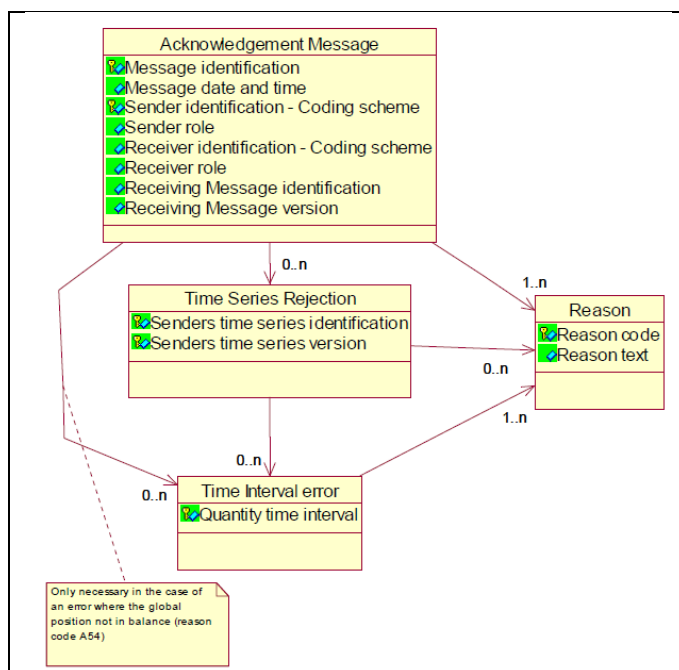 Acknowledgement Message
Message identification
Message date and time
Sender identification - Coding scheme
Sender role
Receiver identification - Coding scheme
Receiver role
Receiving Message identification
Receiving Message version
0..n
1..n
Time Series Rejection
Senders time series identification
Senders time series version
Reason
Reason code
Reason text
0..n
0..n
1..n
0..n
Time Interval error
Quantity time interval
Only necessary in the case of
an error where the global
position not in balance (reason
code A54)